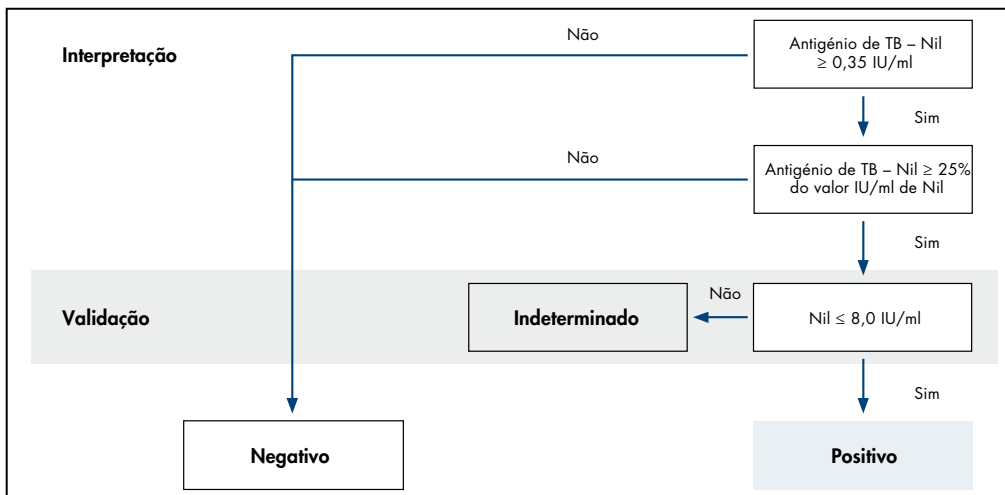 Não
Interpretação
Antigénio de TB – Nil
≥ 0,35 IU/ml
Sim
Não
Antigénio de TB – Nil ≥ 25%
do valor IU/ml de Nil
Sim
Não
Validação
Indeterminado
Nil ≤ 8,0 IU/ml
Sim
Negativo
Positivo